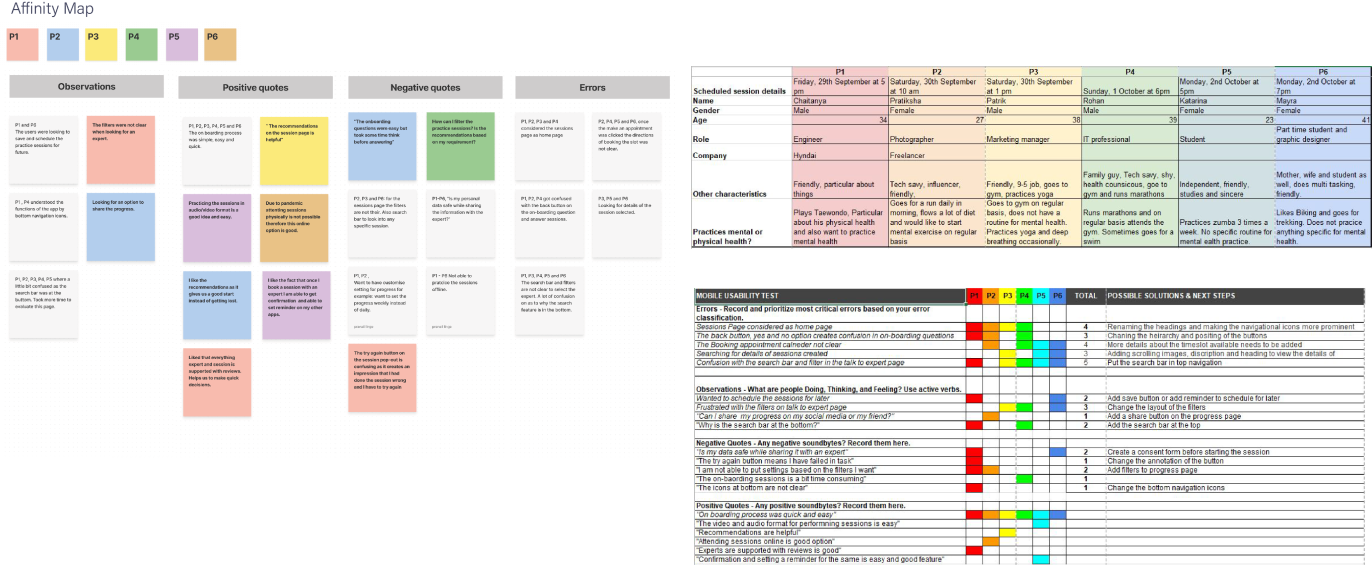 Affinity Map
P1 P2 P3 P4 P5 P6
Observations
P1 and P6
The users were looking to
save and schedule the
practice sessions for
future.
The filters were not clear
when looking for an
expert.
P1 , P4 understood the
functions of the app by
bottom navigation icons.
Looking for an option to
share the progress.
P1, P2, P3, P4, P5 where a
little bit confused as the
search bar was at the
bottom. Took more time to
evaluate this page.
Positive quotes
P1, P2, P3, P4, P5 and P6
The on boarding process
was simple, easy and
quick.
"The recommendations
on the session page is
helpful"
Practicing the sessions in
audio/video format is a
good idea and easy.
Due to pandemic
attending sessions
physically is not possible
therefore this online
option is good.
I like the
recommendations as it
gives us a good start
instead of getting lost.
I like the fact that once I
book a session with an
expert I am able to get
confirmation and able to
set reminder on my other
apps.
Liked that everything
expert and session is
supported with reviews.
Helps us to make quick
decisions.
Negative quotes
"The onboarding
questions were easy but
took some time think
before answering"
How can I filter the
practice sessions? Is the
recommendations based
on my requirement?
P2, P3 and P5: for the
sessions page the filters
are not their. Also search
bar to look into any
specific session.
P1-P6, "Is my personal
data safe while sharing the
information with the
expert?"
P1, P2 ,
Want to have customise
setting for progress for
example: want to set the
progress weekly instead
of daily.
P1 - P6 Not able to
practise the sessions
offline.
The try again button on
the session pop-out is
confusing as it creates an
impression that I had
done the session wrong
and I have to try again
Errors
P1, P2, P3 and P4
considered the sessions
page as home page
P2, P4, P5 and P6, once
the make an appointment
was clicked the directions
of booking the slot was
not clear.
P1, P2, P4 got confused
with the back button on
the on-boarding question
and answer sessions.
P3, P5 and P6
Looking for details of the
session selected.
P1, P3, P4, P5 and P6
The search bar and filters
are not clear to select the
expert. A lot of confusion
on as to why the search
feature is in the bottom.
P1 P2 P3 P4 P5 P6
Scheduled session details Friday, 29th September at 5 pm Saturday, 30th September at 10 am Saturday, 30th September at 1 pm Sunday, 1 October at 6pm Monday, 2nd October at 5pm Monday, 2nd October at 7pm
Name Chaitanya Pratiksha Patrik Rohan Katarina Mayra
Gender Male Female Male Male Female Female
Age 34 27 38 39 23 41
Role Engineer Photographer Marketing manager IT professional Student Part time student and graphic designer
Company Hyndai Freelancer
Other characteristics Friendly, particular about things Tech savy, influencer, friendly. Friendly, 9-5 job, goes to gym, practices yoga Family guy, Tech savy, shy, health counsicous, goe to gym and runs marathons Independent, friendly, studies and sincere Mother, wife and student as well, does multi tasking, friendly.
Practices mental or physical health? Plays Taewondo, Particular about his physical health and also want to practice mental health Goes for a run daily in morning, flows a lot of diet and would like to start mental exercise on regular basis Goes to gym on regular basis, does not have a routine for mental health. Practices yoga and deep breathing occasionally. Runs marathons and on regular basis attends the gym. Sometimes goes for a swim Practices zumba 3 times a week. No specific routine for mental ealth practice. Likes Biking and goes for trekking. Does not pracice anything specific for mental health.
MOBILE USABILITY TEST P1 P2 P3 P4 P5 P6 TOTAL POSSIBLE SOLUTIONS & NEXT STEPS
Errors - Record and prioritize most critical errors based on your error
classification.
Sessions Page considered as home page 4 Renaming the headings and making the navigational icons more prominent
The back button, yes and no option creates confusion in on-boarding questions 3 Chaning the heirarchy and positing of the buttons
The Booking appointment calneder not clear 4 More details about the timeslot available needs to be added
Searching for details of sessions created 3 Adding scrolling images, discription and heading to view the details of
Confusion with the search bar and filter in the talk to expert page 5 Put the search bar in top navigation
Observations - What are people Doing, Thinking, and Feeling? Use active verbs.
Wanted to schedule the sessions for later 2 Add save button or add reminder to schedule for later
Frustrated with the filters on talk to expert page 3 Change the layout of the filters
"Can I share my progress on my social media or my friend?" 1 Add a share button on the progress page
"Why is the search bar at the bottom?" 2 Add the search bar at the top
Negative Quotes - Any negative soundbytes? Record them here.
"Is my data safe while sharing it with an expert" 2 Create a consent form before starting the session
"The try again button means I have failed in task" 1 Change the annotation of the button
"I am not able to put settings based on the filters I want" 2 Add filters to progress page
"The on-baording sessions is a bit time consuming" 1
"The icons at bottom are not clear" 1 Change the bottom navigation icons
Positive Quotes - Any positive soundbytes? Record them here.
"On boarding process was quick and easy"
"The video and audio format for performning sessions is easy"
"Recommendations are helpful"
"Attending sessions online is good option"
"Experts are supported with reviews is good"
"Confirmation and setting a reminder for the same is easy and good feature"